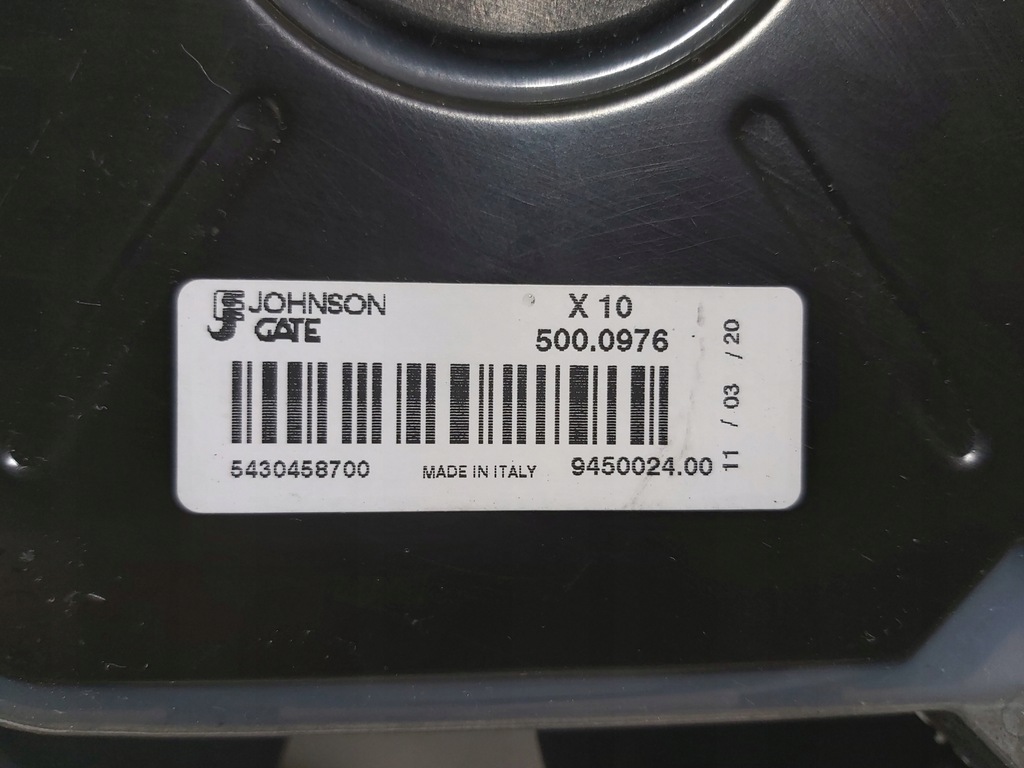 JOHNSON
GATE
X 10
500.0976
5430458700
MADE IN ITALY
9450024.00
11 / 03 / 20